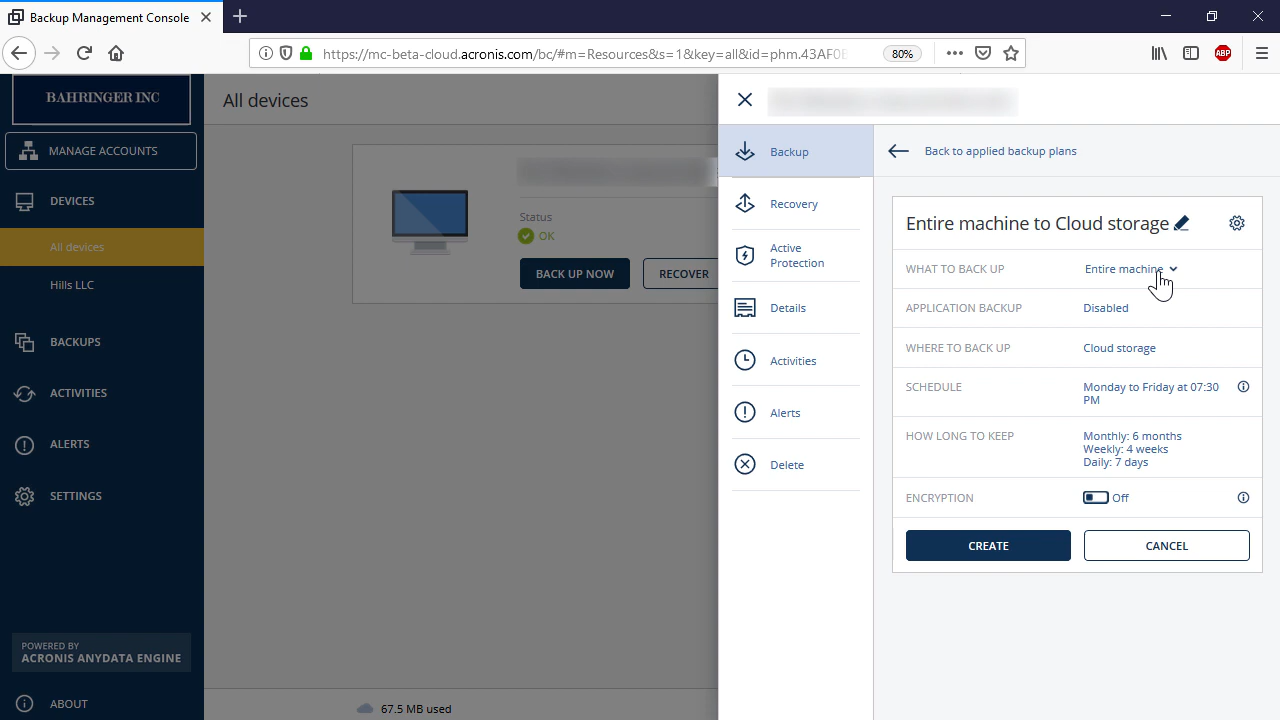 Backup Management Console
https://mc-beta-cloud.acronis.com/bc/#m=Resources&s=1&key=all&id=phm.43AF0
80%
ABP
BAHRINGER INC
MANAGE ACCOUNTS
DEVICES
All devices
Hills LLC
BACKUPS
ACTIVITIES
ALERTS
SETTINGS
POWERED BY
ACRONIS ANYDATA ENGINE
ABOUT
All devices
Status
OK
BACK UP NOW
RECOVER
67.5 MB used
Backup
Recovery
Active
Protection
Details
Activities
Alerts
Delete
Back to applied backup plans
Entire machine to Cloud storage
WHAT TO BACK UP
Entire machine
APPLICATION BACKUP
Disabled
WHERE TO BACK UP
Cloud storage
SCHEDULE
Monday to Friday at 07:30
PM
HOW LONG TO KEEP
Monthly: 6 months
Weekly: 4 weeks
Daily: 7 days
ENCRYPTION
Off
CREATE
CANCEL